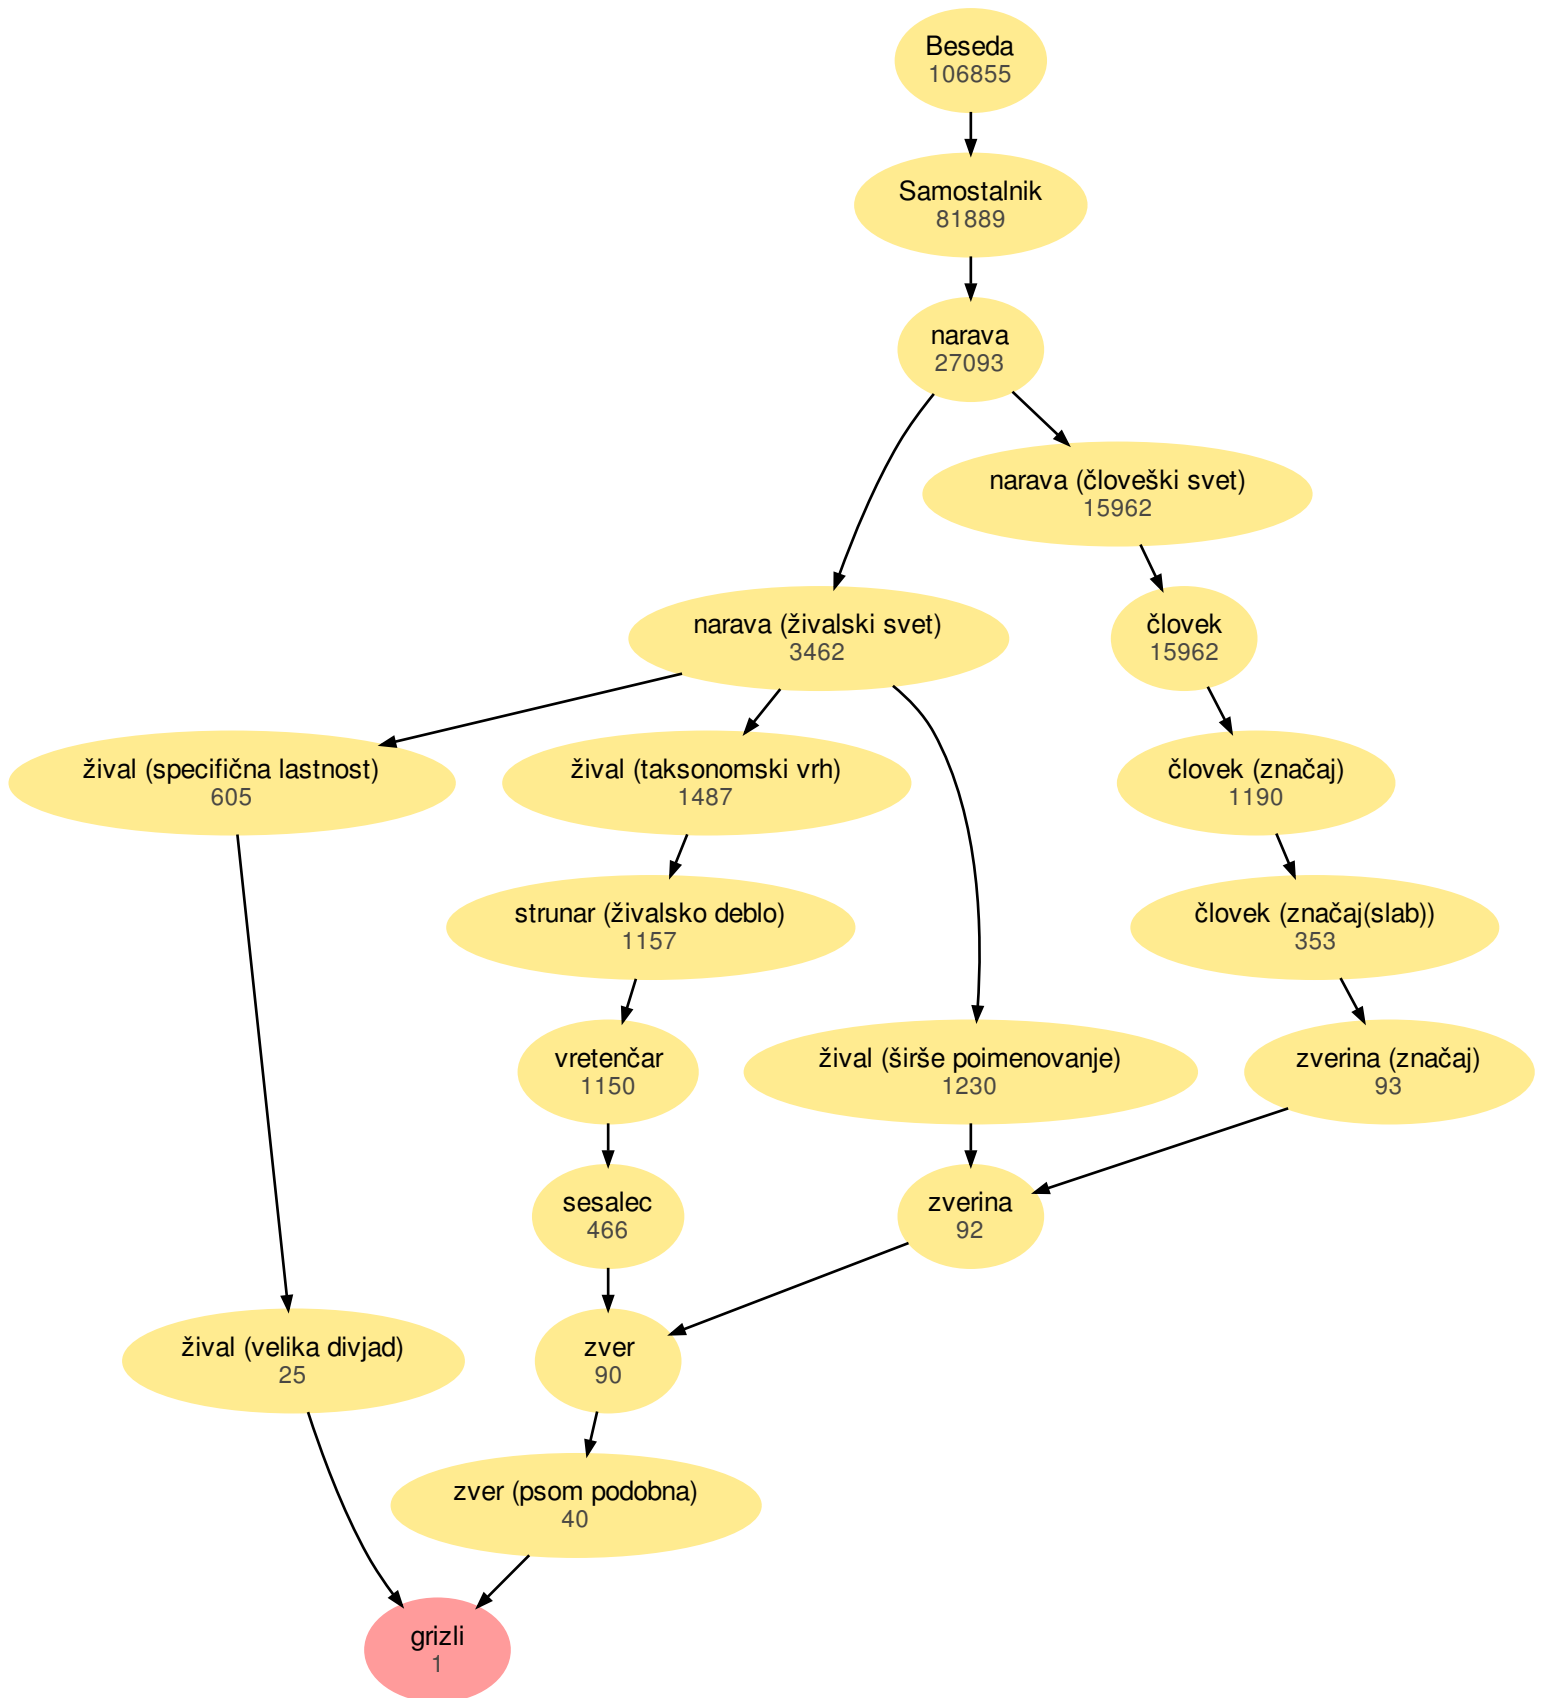 Beseda
106855
Samostalnik
81889
narava
27093
narava (človeški svet)
15962
narava (živalski svet)
3462
človek
15962
žival (specifična lastnost)
605
žival (taksonomski vrh)
1487
človek (značaj)
1190
strunar (živalsko deblo)
1157
človek (značaj(slab))
353
vretenčar
1150
žival (širše poimenovanje)
1230
zverina (značaj)
93
sesalec
466
zverina
92
žival (velika divjad)
25
zver
90
zver (psom podobna)
40
grizli
1